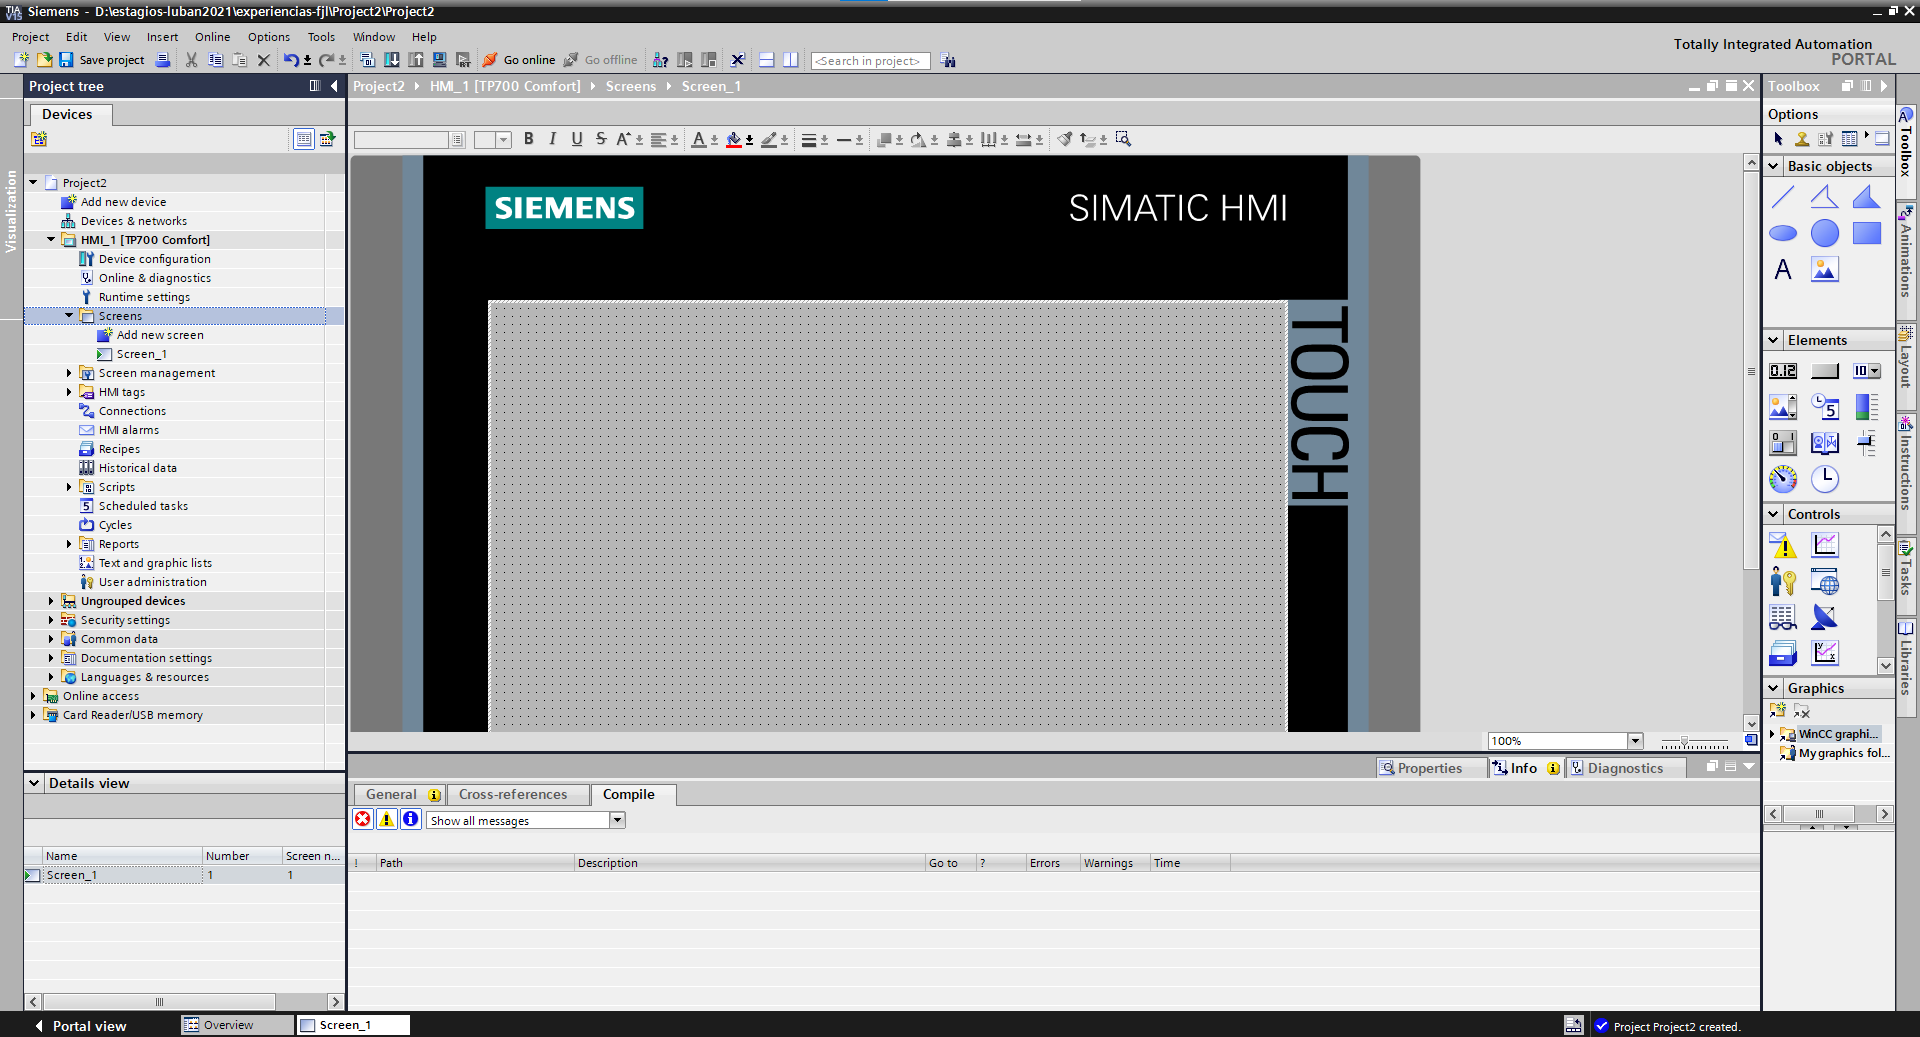 Siemens - D:\estagios-luban2021\experiencias-fjl\Project2\Project2
Project Edit View Insert Online Options Tools Window Help
Totally Integrated Automation
PORTAL
Save project
Go online
Go offline
<Search in project>
Project tree
Devices
Visualization
Project2
Add new device
Devices & networks
HMI_1 [TP700 Comfort]
Device configuration
Online & diagnostics
Runtime settings
Screens
Add new screen
Screen_1
Screen management
HMI tags
Connections
HMI alarms
Recipes
Historical data
Scripts
Scheduled tasks
Cycles
Reports
Text and graphic lists
User administration
Ungrouped devices
Security settings
Common data
Documentation settings
Languages & resources
Online access
Card Reader/USB memory
Details view
Name Number Screen n...
Screen_1 1 1
Project2 HMI_1 [TP700 Comfort] Screens Screen_1
SIEMENS
SIMATIC HMI
TOUCH
100%
Properties Info Diagnostics
General Cross-references Compile
Show all messages
! Path Description Go to ? Errors Warnings Time
Toolbox
Options
Basic objects
Elements
Controls
Graphics
WinCC graphi...
My graphics fol...
Toolbox
Animations
Layout
Instructions
Tasks
Libraries
Portal view
Overview
Screen_1
Project Project2 created.